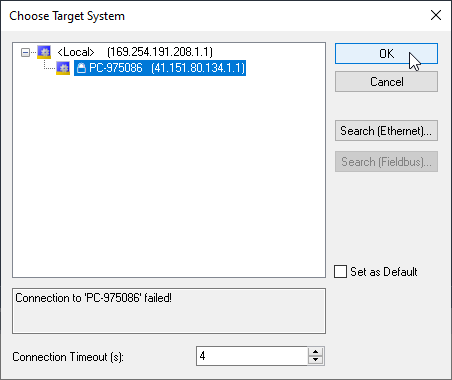 Choose Target System
<Local> (169.254.191.208.1.1)
PC-975086 (41.151.80.134.1.1)
OK
Cancel
Search (Ethernet)...
Search (Fieldbus)...
Set as Default
Connection to 'PC-975086' failed!
Connection Timeout (s):
4